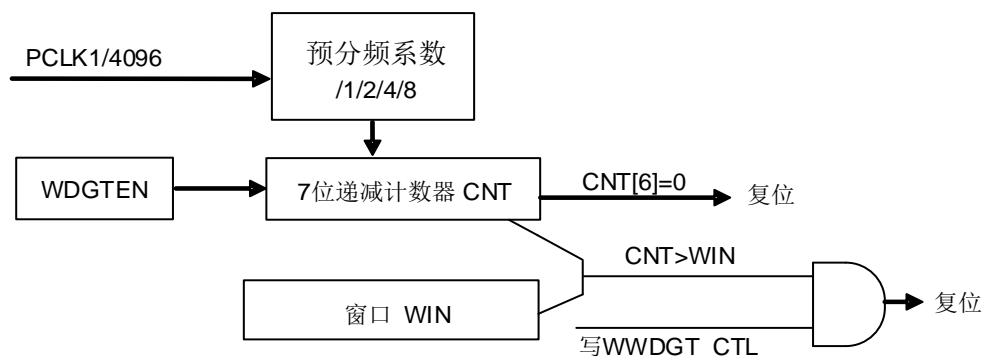 预分频系数
/1/2/4/8
PCLK1/4096
WDGTEN
7位递减计数器 CNT
CNT[6]=0
复位
CNT>WIN
窗口 WIN
复位
写WWDGT_CTL